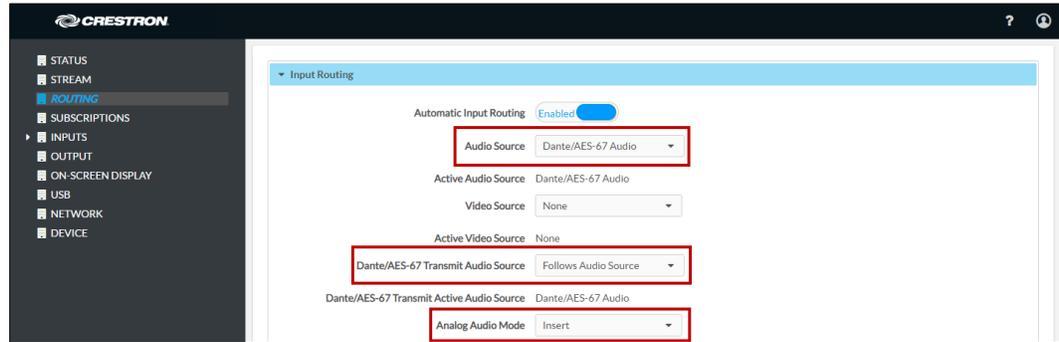 CRESTRON
?
STATUS
STREAM
ROUTING
SUBSCRIPTIONS
INPUTS
OUTPUT
ON-SCREEN DISPLAY
USB
NETWORK
DEVICE
Input Routing
Automatic Input Routing Enabled
Audio Source Dante/AES-67 Audio
Active Audio Source Dante/AES-67 Audio
Video Source None
Active Video Source None
Dante/AES-67 Transmit Audio Source Follows Audio Source
Dante/AES-67 Transmit Active Audio Source Dante/AES-67 Audio
Analog Audio Mode Insert